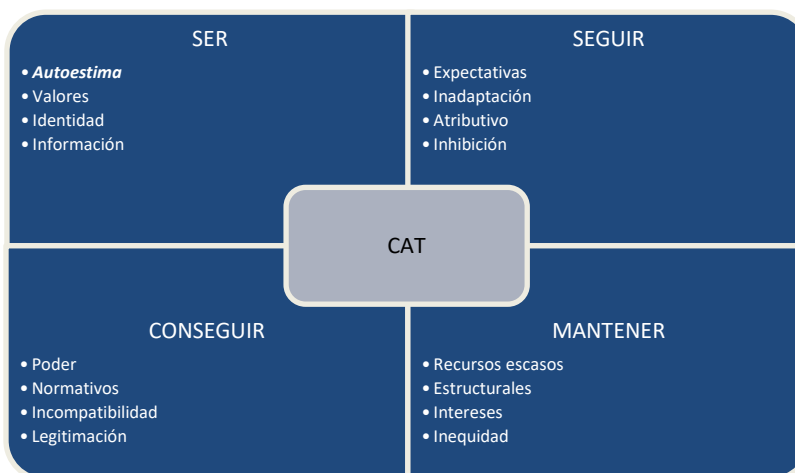 SER
• Autoestima
• Valores
• Identidad
• Información
SEGUIR
• Expectativas
• Inadaptación
• Atributivo
• Inhibición
CAT
CONSEGUIR
• Poder
• Normativos
• Incompatibilidad
• Legitimación
MANTENER
• Recursos escasos
• Estructurales
• Intereses
• Inequidad